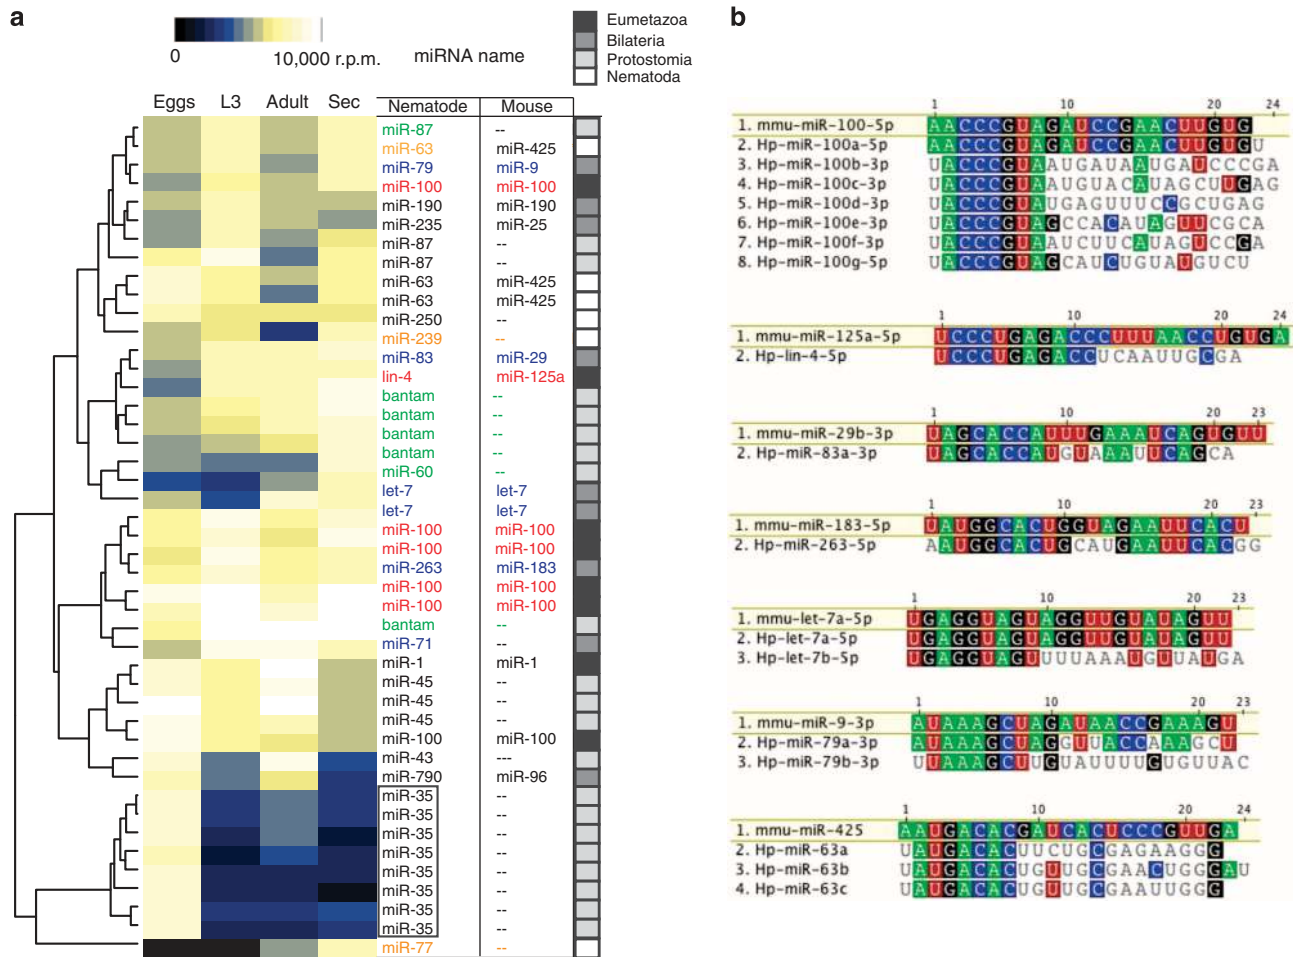 a
0
10,000 r.p.m.
miRNA name
Eumetazoa
Bilateria
Protostomia
Nematoda
Eggs L3 Adult Sec Nematode Mouse
miR-87 --
miR-63 miR-425
miR-79 miR-9
miR-100 miR-100
miR-190 miR-190
miR-235 miR-25
miR-87 --
miR-87 --
miR-63 miR-425
miR-63 miR-425
miR-250 --
miR-239 --
miR-83 miR-29
lin-4 miR-125a
bantam --
bantam --
bantam --
bantam --
miR-60 --
let-7 let-7
let-7 let-7
miR-100 miR-100
miR-100 miR-100
miR-263 miR-183
miR-100 miR-100
miR-100 miR-100
bantam --
miR-71 --
miR-1 miR-1
miR-45 --
miR-45 --
miR-45 --
miR-100 miR-100
miR-43 ---
miR-790 miR-96
miR-35 --
miR-35 --
miR-35 --
miR-35 --
miR-35 --
miR-35 --
miR-35 --
miR-35 --
miR-77 --
b
1 10 20 24
1. mmu-miR-100-5p AACCCGUAGAUCCGAACUUGUG
2. Hp-miR-100a-5p AACCCGUAGAUCCGAACUUGUGU
3. Hp-miR-100b-3p UACCCGUAAUGAUAAUGAUCCCGA
4. Hp-miR-100c-3p UACCCGUAAUGUACAUAGCUUGAG
5. Hp-miR-100d-3p UACCCGUAUGAGUUUCCGCUGAG
6. Hp-miR-100e-3p UACCCGUAGCCACAUAGUUCGCA
7. Hp-miR-100f-3p UACCCGUAAUCUUCAUAGUCCGA
8. Hp-miR-100g-5p UACCCGUAGCAUCUGUAUGUCU
1 10 20 24
1. mmu-miR-125a-5p UCCCUGAGACCCUUUAACCUGUGA
2. Hp-lin-4-5p UCCCUGAGACCUCAAUUGCGA
1 10 20 23
1. mmu-miR-29b-3p UAGCACCAUUUGAAAUCAGUGUU
2. Hp-miR-83a-3p UAGCACCAUGUAAAUUCAGCA
1 10 20 23
1. mmu-miR-183-5p UAUGGCACUGGUAGAAUUCACU
2. Hp-miR-263-5p AAUGGCACUGCAUGAAUUCACGG
1 10 20 23
1. mmu-let-7a-5p UGAGGUAGUAGGUUGUAUAGUU
2. Hp-let-7a-5p UGAGGUAGUAGGUUGUAUAGUU
3. Hp-let-7b-5p UGAGGUAGUUUUAAAUGUUAUGA
1 10 20 23
1. mmu-miR-9-3p AUAAAGCUAGAUAACCGAAAGU
2. Hp-miR-79a-3p AUAAAGCUAGGUUACCAAAGCU
3. Hp-miR-79b-3p UUAAAGCUUGUAUUUUGUGUUAC
1 10 20 24
1. mmu-miR-425 AAUGACACGAUCACUCCCGUUGA
2. Hp-miR-63a UAUGACACUUCUGCGAGAAGGG
3. Hp-miR-63b UAUGACACUGUUGCGAACUGGGAU
4. Hp-miR-63c UAUGACACUGUUGCGAAUUGGG